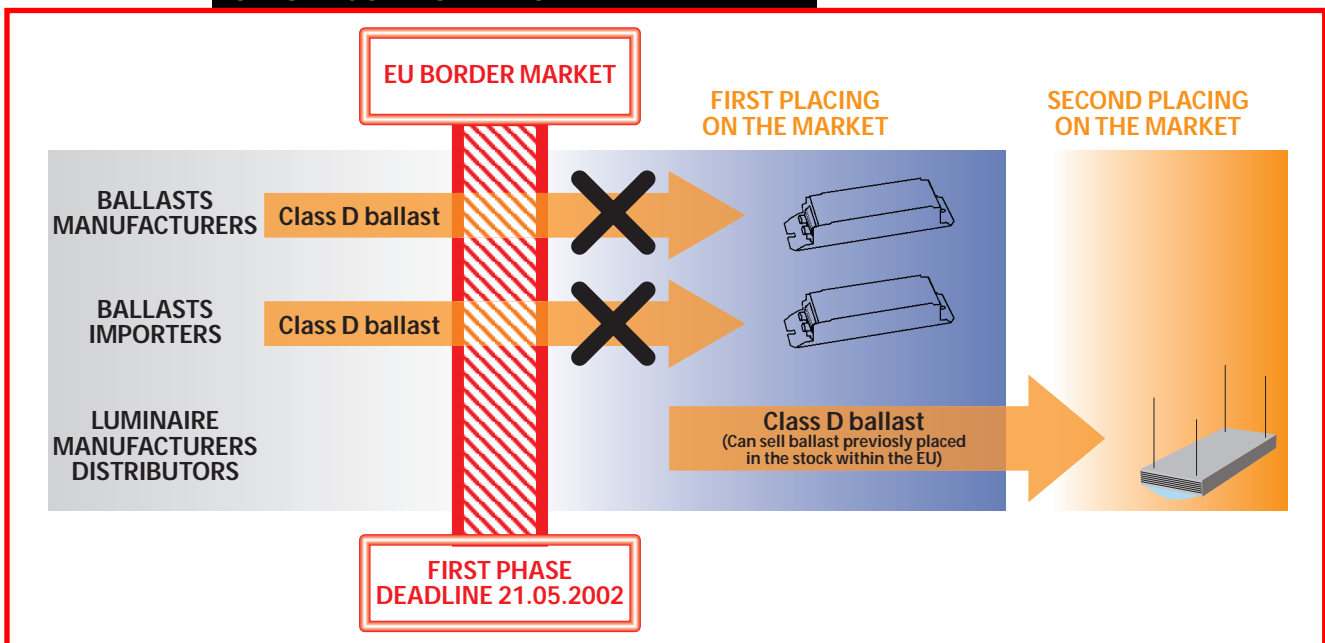 EU BORDER MARKET
FIRST PLACING
ON THE MARKET
SECOND PLACING
ON THE MARKET
BALLASTS
MANUFACTURERS
Class D ballast
BALLASTS
IMPORTERS
Class D ballast
LUMINAIRE
MANUFACTURERS
DISTRIBUTORS
Class D ballast
(Can sell ballast previosly placed
in the stock within the EU)
FIRST PHASE
DEADLINE 21.05.2002